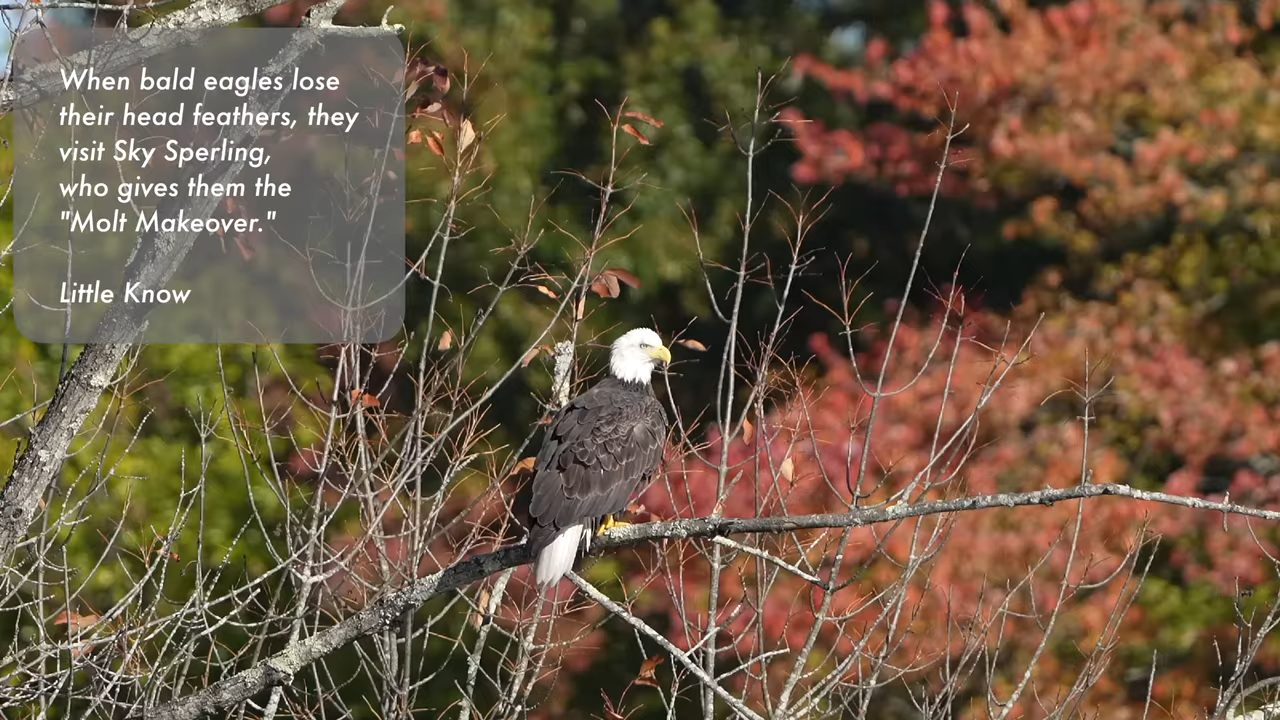 When bald eagles lose
their head feathers, they
visit Sky Sperling,
who gives them the
"Molt Makeover."
Little Know